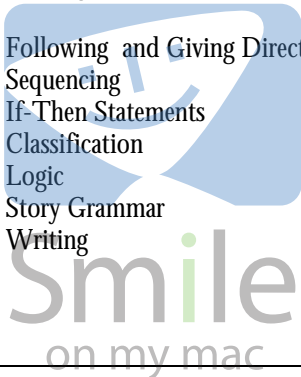 Following and Giving Direct
Sequencing
If-Then Statements
Classification
Logic
Story Grammar
Writing
Smile
on my mac